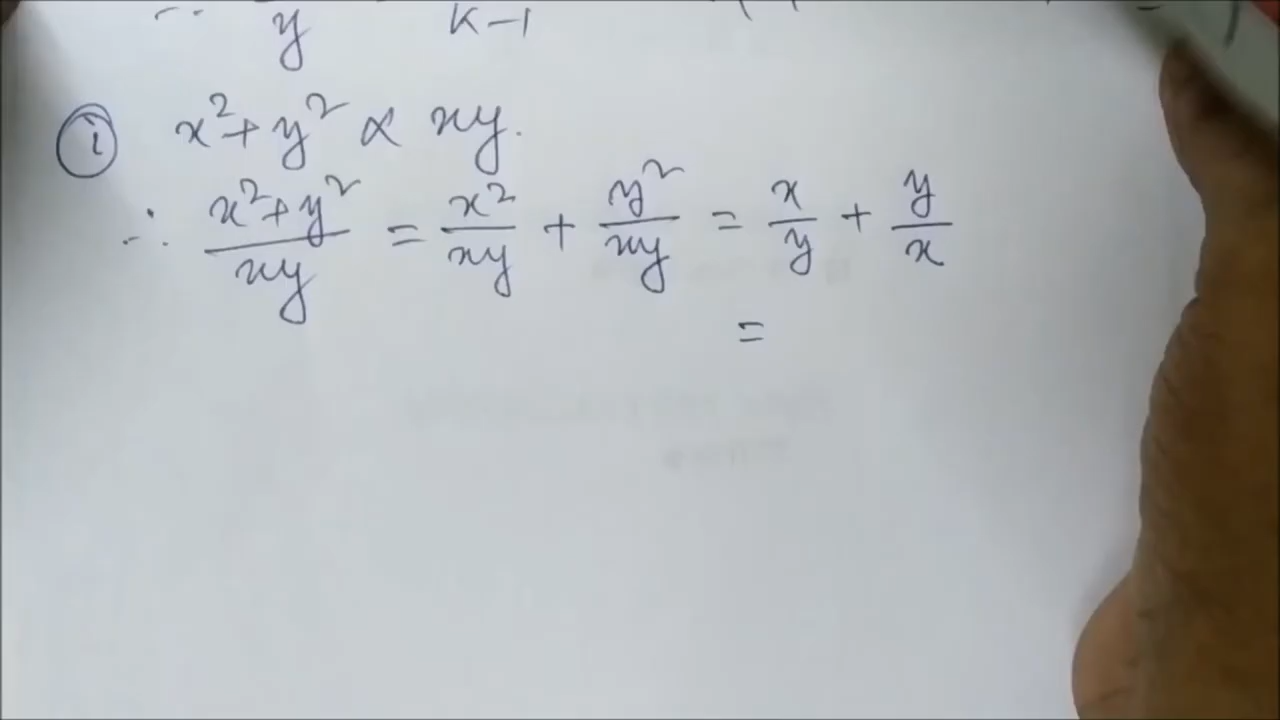 y K-1
(i) x²+y² ∝ xy.
∴ x²+y²/xy = x²/xy + y²/xy = x/y + y/x
=